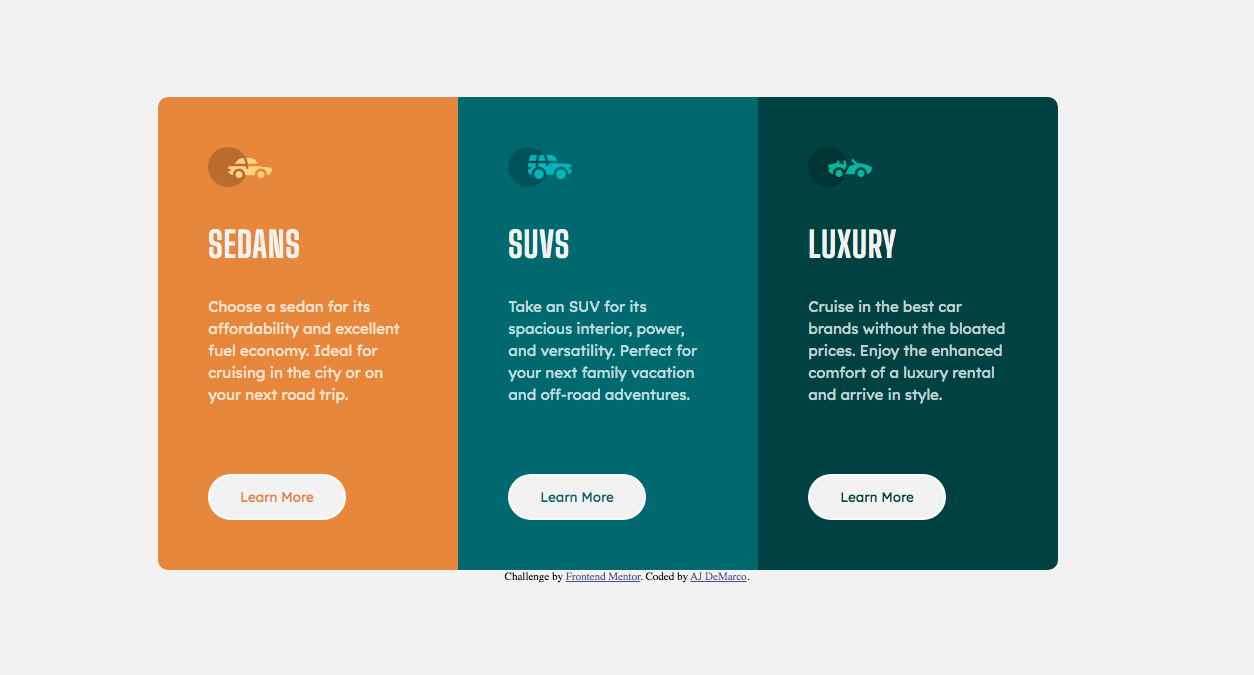 SEDANS
Choose a sedan for its
affordability and excellent
fuel economy. Ideal for
cruising in the city or on
your next road trip.
Learn More
SUVS
Take an SUV for its
spacious interior, power,
and versatility. Perfect for
your next family vacation
and off-road adventures.
Learn More
LUXURY
Cruise in the best car
brands without the bloated
prices. Enjoy the enhanced
comfort of a luxury rental
and arrive in style.
Learn More
Challenge by Frontend Mentor. Coded by AJ DeMarco.